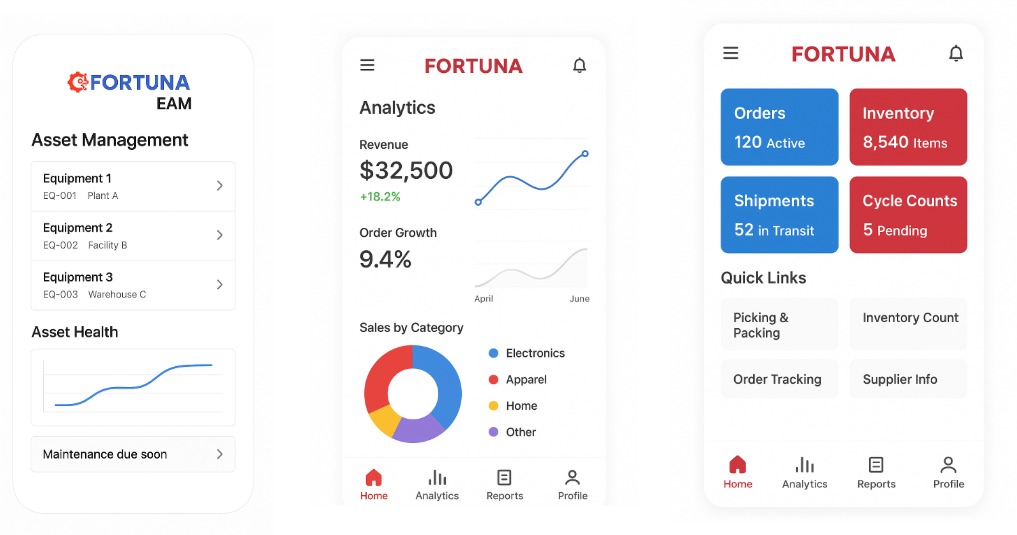 FORTUNA
EAM
Asset Management
Equipment 1
EQ-001 Plant A
Equipment 2
EQ-002 Facility B
Equipment 3
EQ-003 Warehouse C
Asset Health
Maintenance due soon
FORTUNA
Analytics
Revenue
$32,500
+18.2%
Order Growth
9.4%
April June
Sales by Category
Electronics
Apparel
Home
Other
Home Analytics Reports Profile
FORTUNA
Orders
120 Active
Inventory
8,540 Items
Shipments
52 in Transit
Cycle Counts
5 Pending
Quick Links
Picking &
Packing
Inventory Count
Order Tracking
Supplier Info
Home Analytics Reports Profile